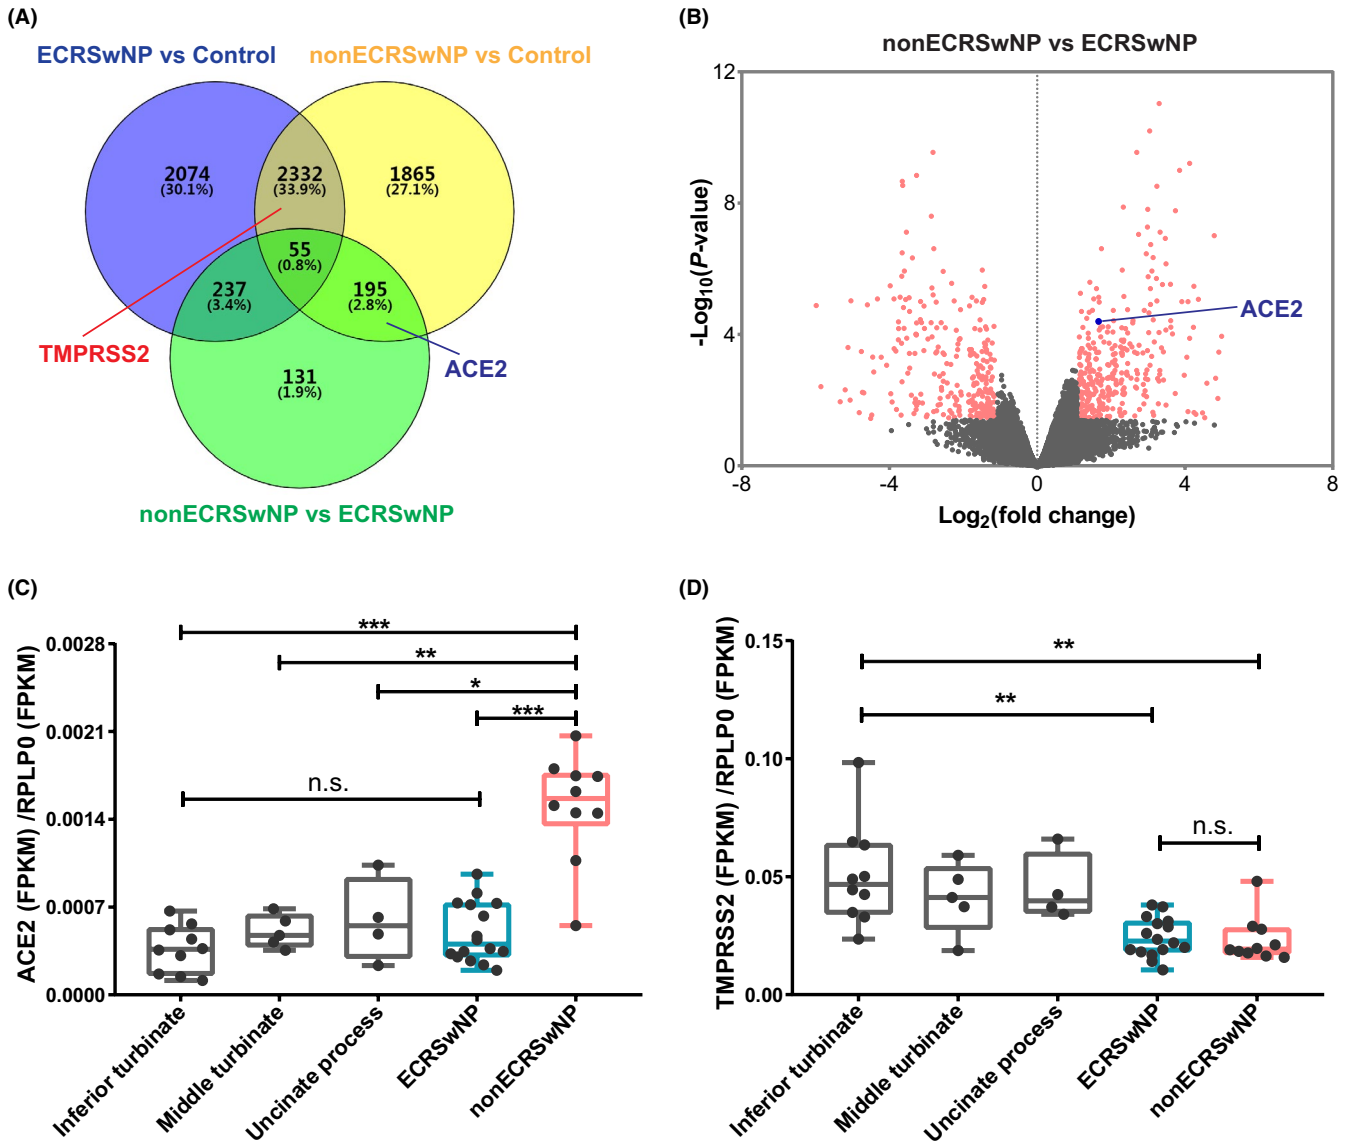 (A)
ECRSwNP vs Control
nonECRSwNP vs Control
2074
(30.1%)
2332
(33.9%)
1865
(27.1%)
55
(0.8%)
237
(3.4%)
195
(2.8%)
TMPRSS2
ACE2
131
(1.9%)
nonECRSwNP vs ECRSwNP
(B)
nonECRSwNP vs ECRSwNP
-Log10(P-value)
12
8
4
0
ACE2
-8
-4
0
4
8
Log2(fold change)
(C)
ACE2 (FPKM) /RPLP0 (FPKM)
0.0028
0.0021
0.0014
0.0007
0.0000
***
**
*
***
n.s.
Inferior turbinate
Middle turbinate
Uncinate process
ECRSwNP
nonECRSwNP
(D)
TMPRSS2 (FPKM) /RPLP0 (FPKM)
0.15
0.10
0.05
0.00
**
**
n.s.
Inferior turbinate
Middle turbinate
Uncinate process
ECRSwNP
nonECRSwNP